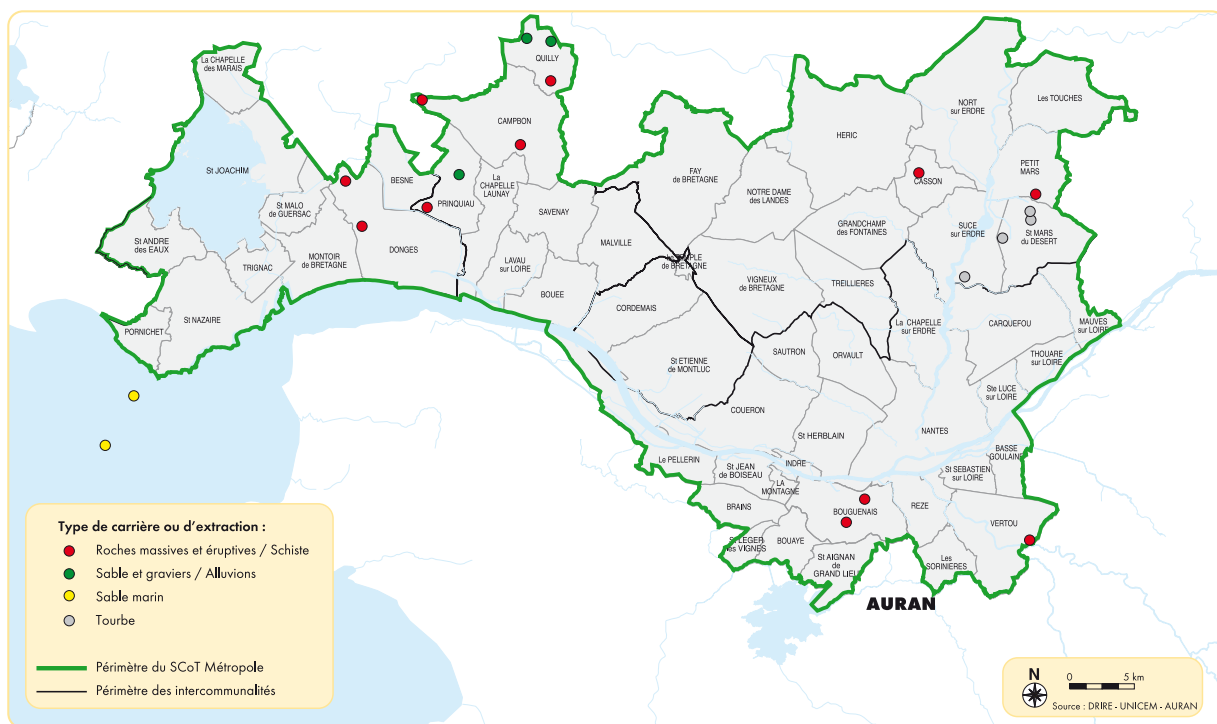 La CHAPELLE
des MARAIS
QUILLY
NORT
sur ERDRE
Les TOUCHES
CAMPBON
HERIC
St JOACHIM
BESNE
La
CHAPELLE
LAUNAY
FAY
de BRETAGNE
PETIT
MARS
CASSON
NOTRE DAME
des LANDES
PRINQUIAU
St MALO
de GUERSAC
SAVENAY
GRANDCHAMP
des FONTAINES
SUCE
sur ERDRE
St MARS
du DESERT
St ANDRE
des EAUX
MALVILLE
DONGES
MONTOIR
de BRETAGNE
TRIGNAC
LAVAU
sur LOIRE
Le TEMPLE
de BRETAGNE
VIGNEUX
de BRETAGNE
TREILLIERES
BOUEE
CORDEMAIS
PORNICHET
St NAZAIRE
La CHAPELLE
sur ERDRE
CARQUEFOU
MAUVES
sur LOIRE
SAUTRON
ORVAULT
THOUARE
sur LOIRE
St ETIENNE
de MONTLUC
Ste LUCE
sur LOIRE
COUERON
St HERBLAIN
NANTES
BASSE
GOULAINE
Le PELLERIN
St JEAN
de BOISEAU
INDRE
St SEBASTIEN
sur LOIRE
LA
MONTAGNE
BRAINS
BOUGUENAIS
REZE
VERTOU
St LEGER
les VIGNES
BOUAYE
St AIGNAN
de
GRAND LIEU
Les
SORINIERES
AURAN
Type de carrière ou d'extraction :
Roches massives et éruptives / Schiste
Sable et graviers / Alluvions
Sable marin
Tourbe
Périmètre du SCoT Métropole
Périmètre des intercommunalités
N
0 5 km
Source : DRIRE - UNICEM - AURAN